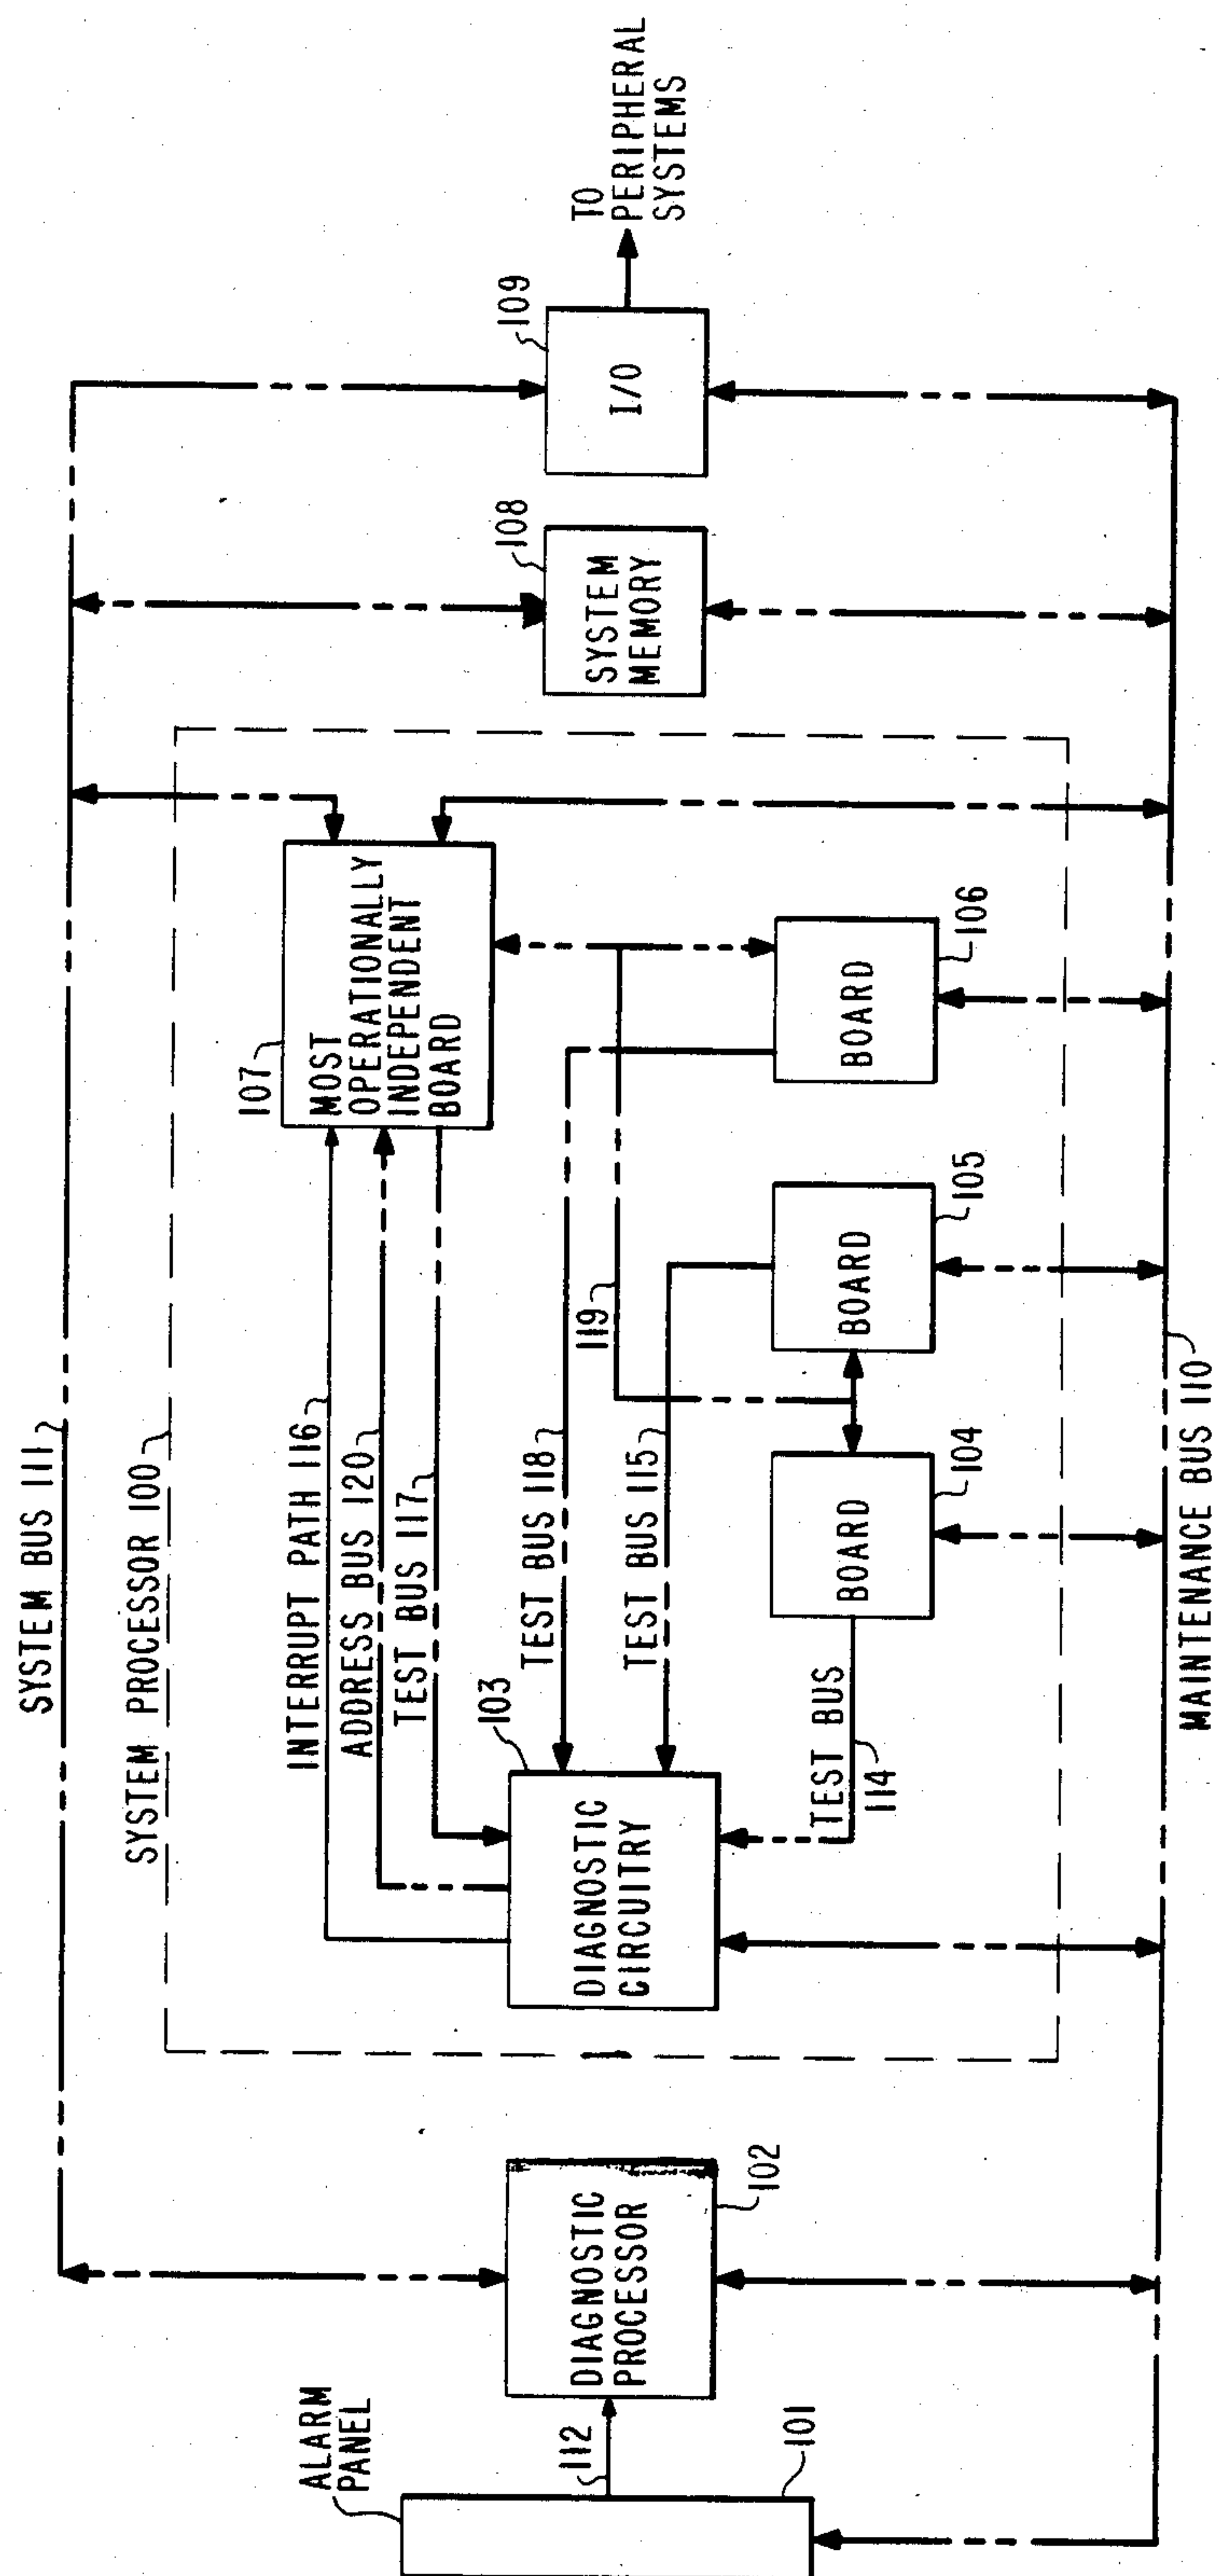 SYSTEM BUS 111
SYSTEM PROCESSOR 100
INTERRUPT PATH 116
ADDRESS BUS 120
TEST BUS 117
TEST BUS 118
TEST BUS 115
119
ALARM
PANEL
101
112
DIAGNOSTIC
PROCESSOR
102
103
DIAGNOSTIC
CIRCUITRY
TEST BUS
114
BOARD
104
BOARD
105
BOARD
106
107
MOST
OPERATIONALLY
INDEPENDENT
BOARD
108
SYSTEM
MEMORY
109
I/O
TO
PERIPHERAL
SYSTEMS
MAINTENANCE BUS 110